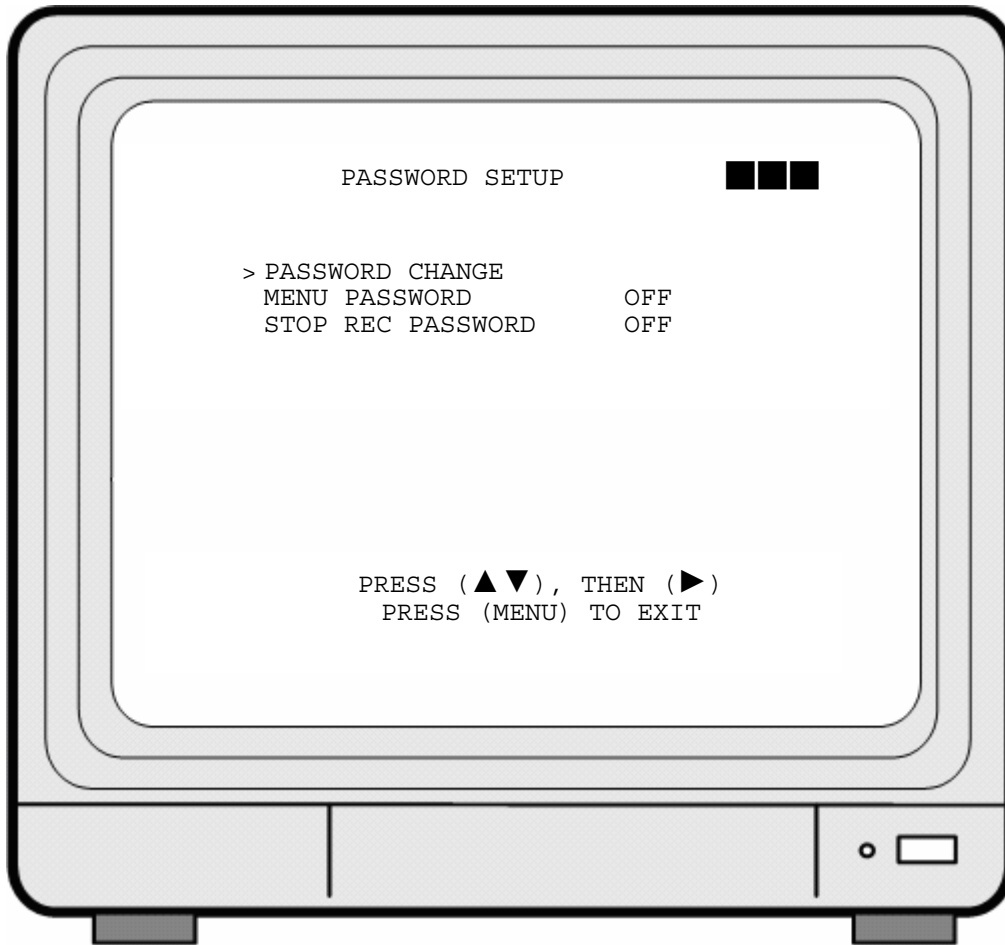 PASSWORD SETUP ■■■
> PASSWORD CHANGE
MENU PASSWORD OFF
STOP REC PASSWORD OFF
PRESS (▲▼), THEN (▶)
PRESS (MENU) TO EXIT